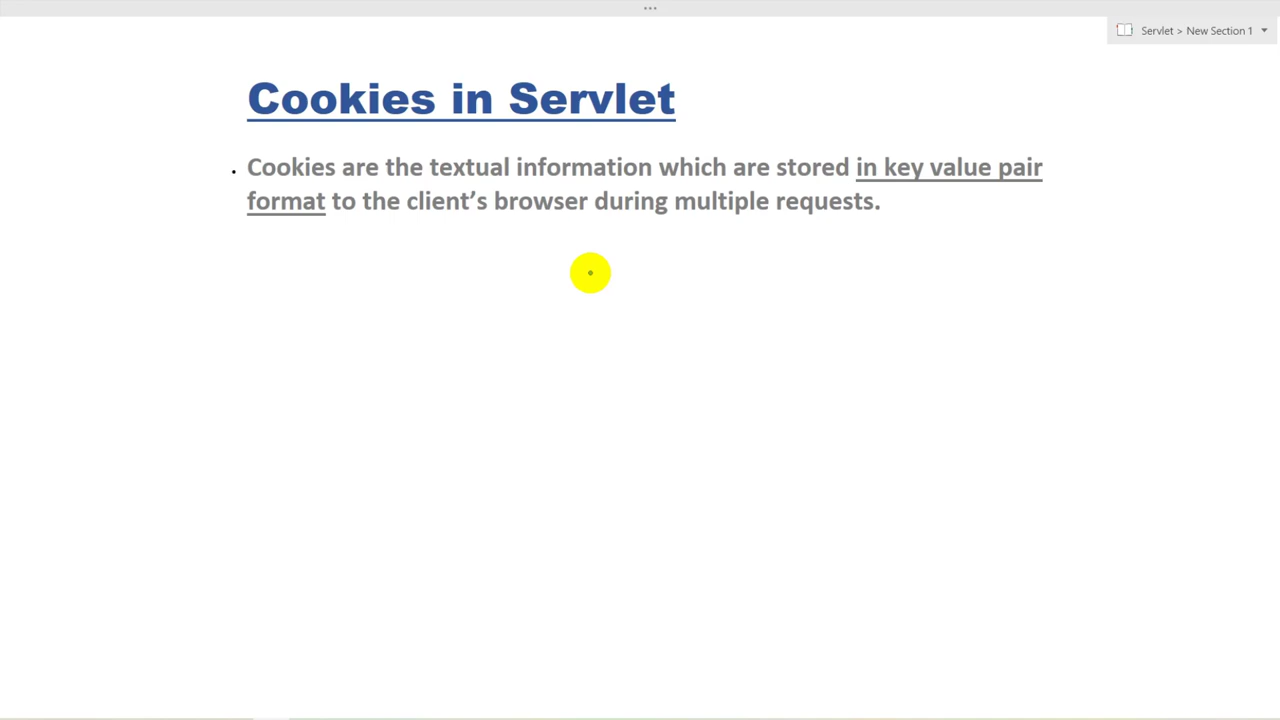 ...
Servlet > New Section 1
Cookies in Servlet
• Cookies are the textual information which are stored in key value pair
format to the client’s browser during multiple requests.